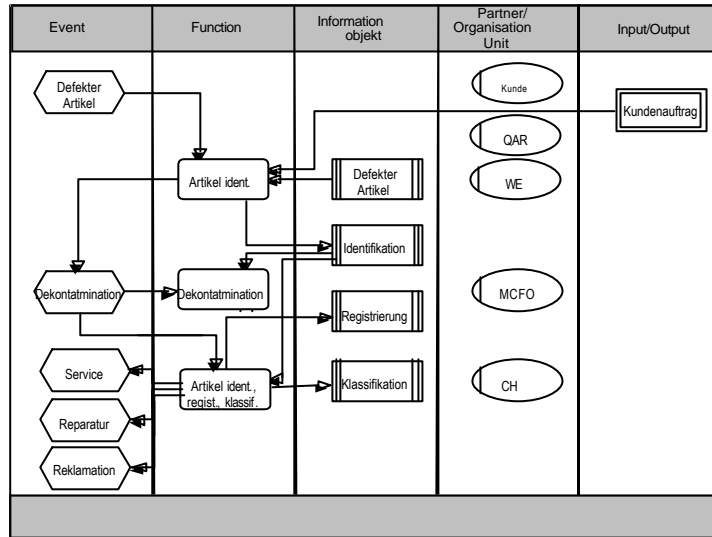 Event
Function
Information
objekt
Partner/
Organisation
Unit
Input/Output
Defekter
Artikel
Kunde
Kundenauftrag
QAR
Artikel ident.
Defekter
Artikel
WE
Identifikation
Dekontatmination
Dekontatmination
MCFO
Registrierung
Service
Artikel ident.,
regist., klassif.
Klassifikation
CH
Reparatur
Reklamation